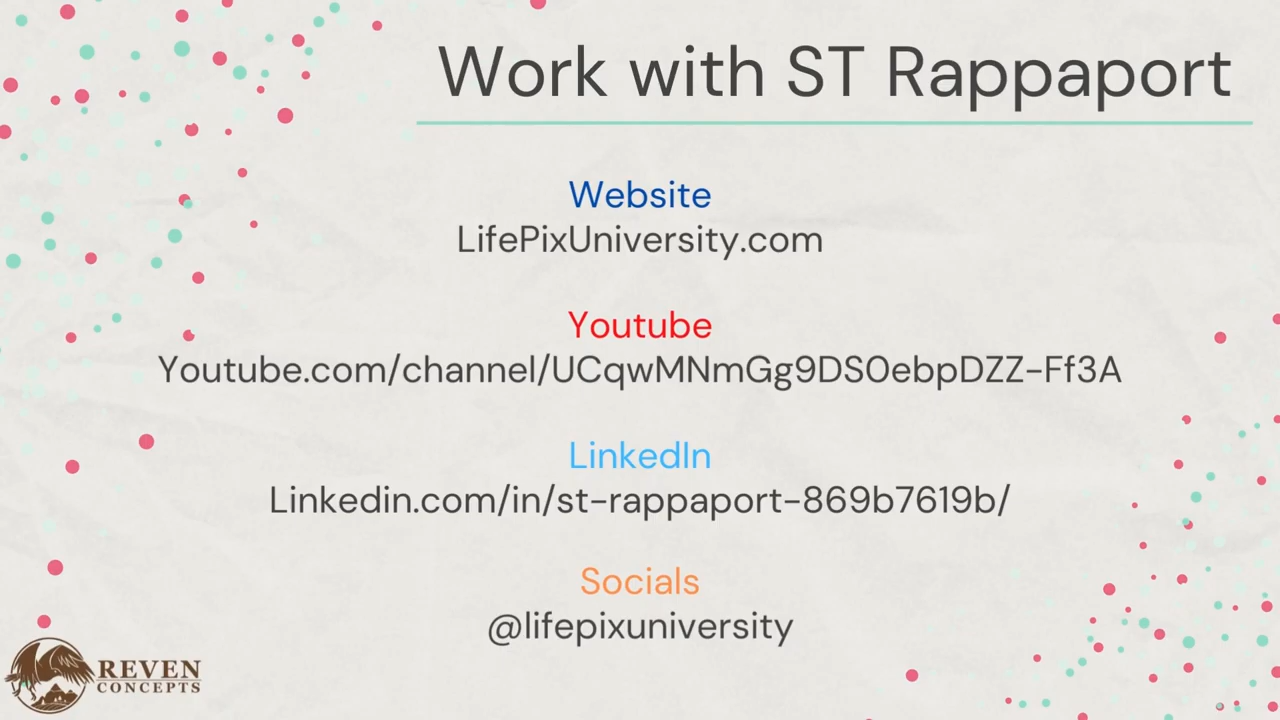 Work with ST Rappaport
Website
LifePixUniversity.com
Youtube
Youtube.com/channel/UCqwMNmGg9DS0ebpDZZ-Ff3A
LinkedIn
Linkedin.com/in/st-rappaport-869b7619b/
Socials
@lifepixuniversity
REVEN
CONCEPTS